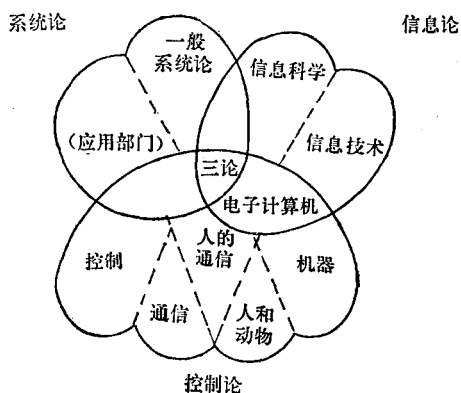 系统论
信息论
一般
系统论
信息科学
(应用部门)
信息技术
三论
电子计算机
人的
通信
控制
机器
通信
人和
动物
控制论